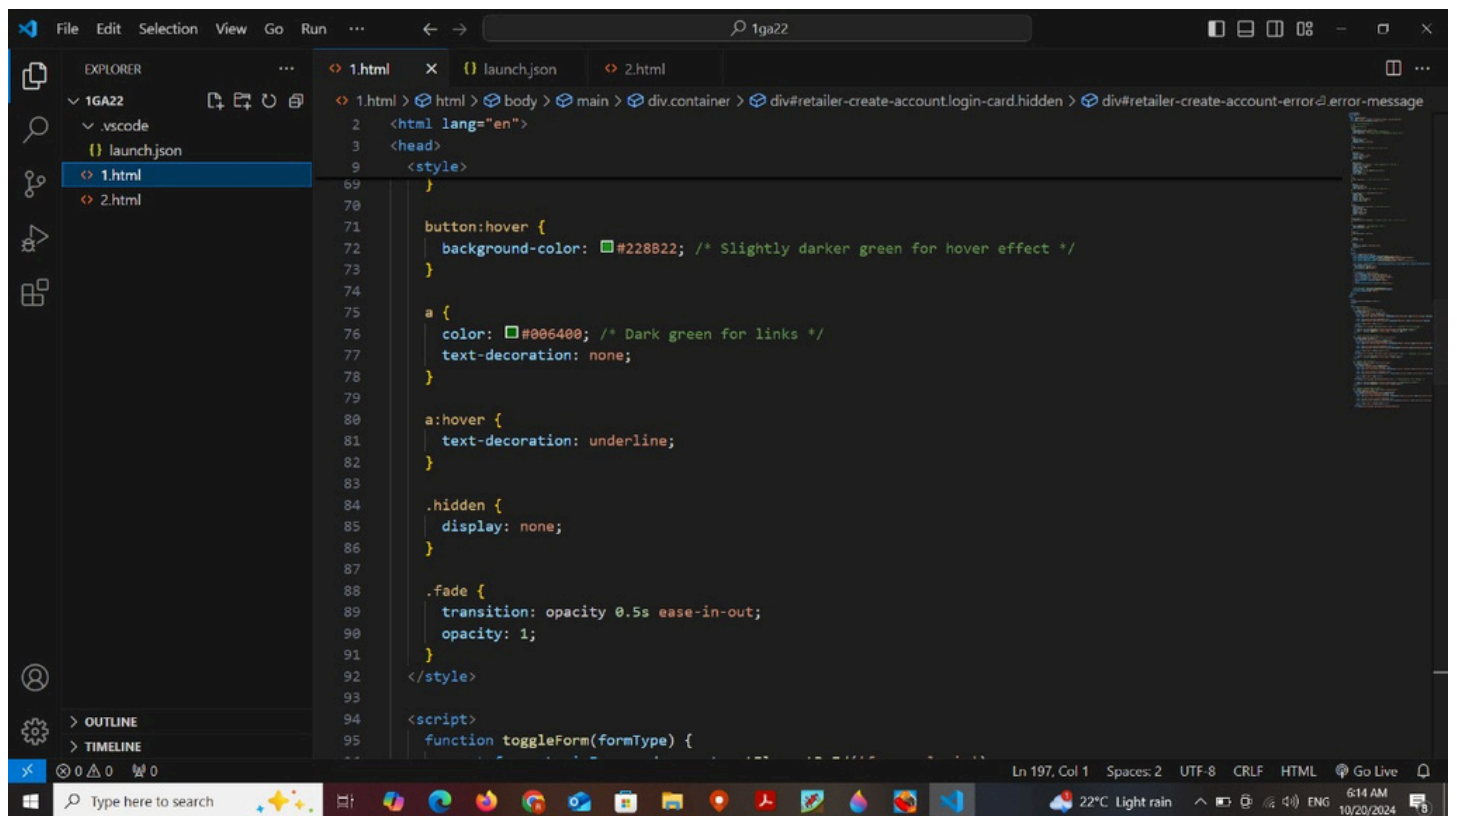 File Edit Selection View Go Run ··· 1ga22
EXPLORER ···
1GA22
.vscode
{} launch.json
<> 1.html
<> 2.html
OUTLINE
TIMELINE
<> 1.html {} launch.json <> 2.html
<> 1.html > html > body > main > div.container > div#retailer-create-account.login-card.hidden > div#retailer-create-account-error.error-message
2 <html lang="en">
3 <head>
9 <style>
69 }
70
71 button:hover {
72 background-color: #228B22; /* Slightly darker green for hover effect */
73 }
74
75 a {
76 color: #006400; /* Dark green for links */
77 text-decoration: none;
78 }
79
80 a:hover {
81 text-decoration: underline;
82 }
83
84 .hidden {
85 display: none;
86 }
87
88 .fade {
89 transition: opacity 0.5s ease-in-out;
90 opacity: 1;
91 }
92 </style>
93
94 <script>
95 function toggleForm(formType) {
0 0 0 Ln 197, Col 1 Spaces: 2 UTF-8 CRLF HTML Go Live
Type here to search 22°C Light rain ENG 6:14 AM
10/20/2024